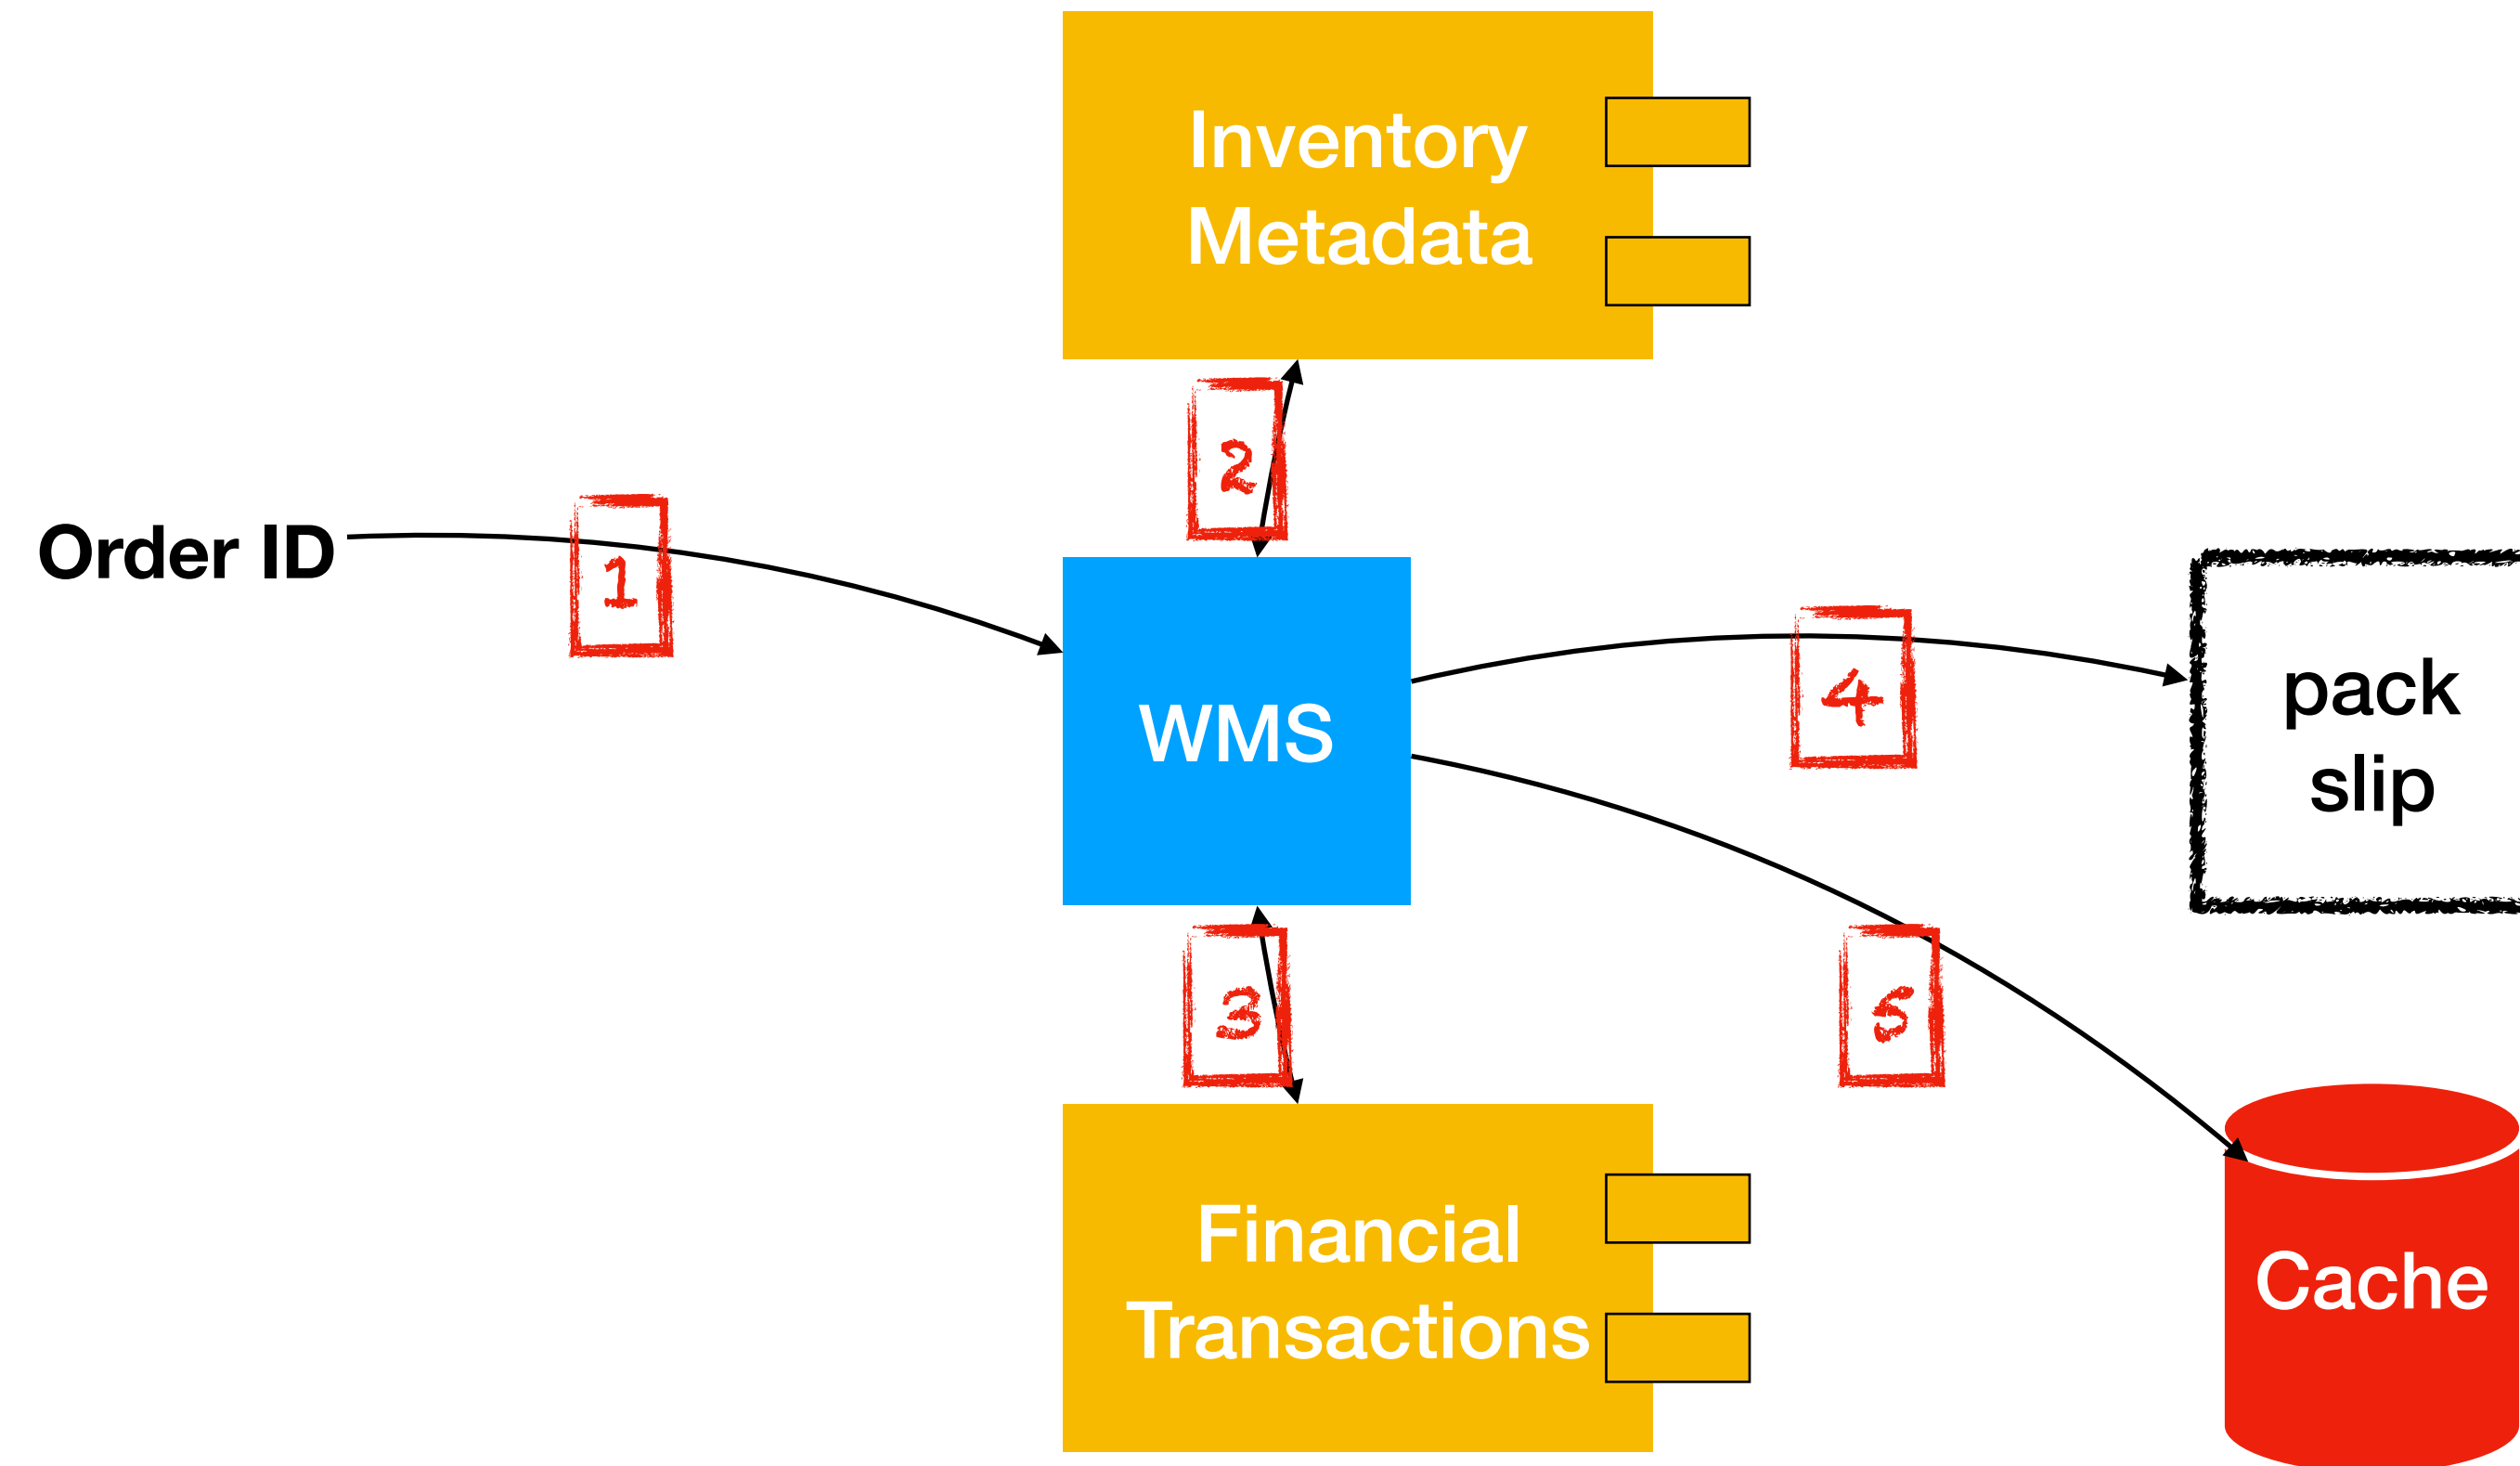 Inventory
Metadata
2
Order ID
1
WMS
4
pack
slip
3
5
Financial
Transactions
Cache